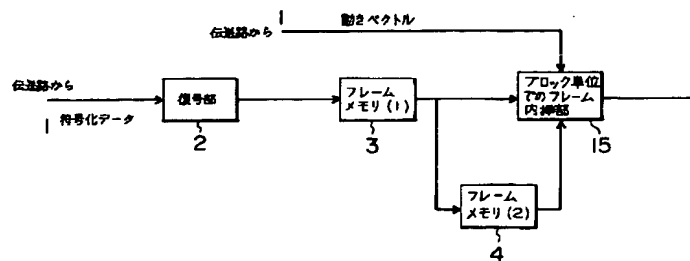 1
伝送路から
動きベクトル
伝送路から
1
符号化データ
復号部
2
フレーム
メモリ(1)
3
ブロック単位
でのフレーム
内挿部
15
フレーム
メモリ(2)
4